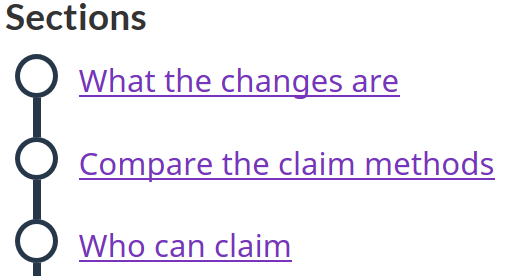 Sections
What the changes are
Compare the claim methods
Who can claim